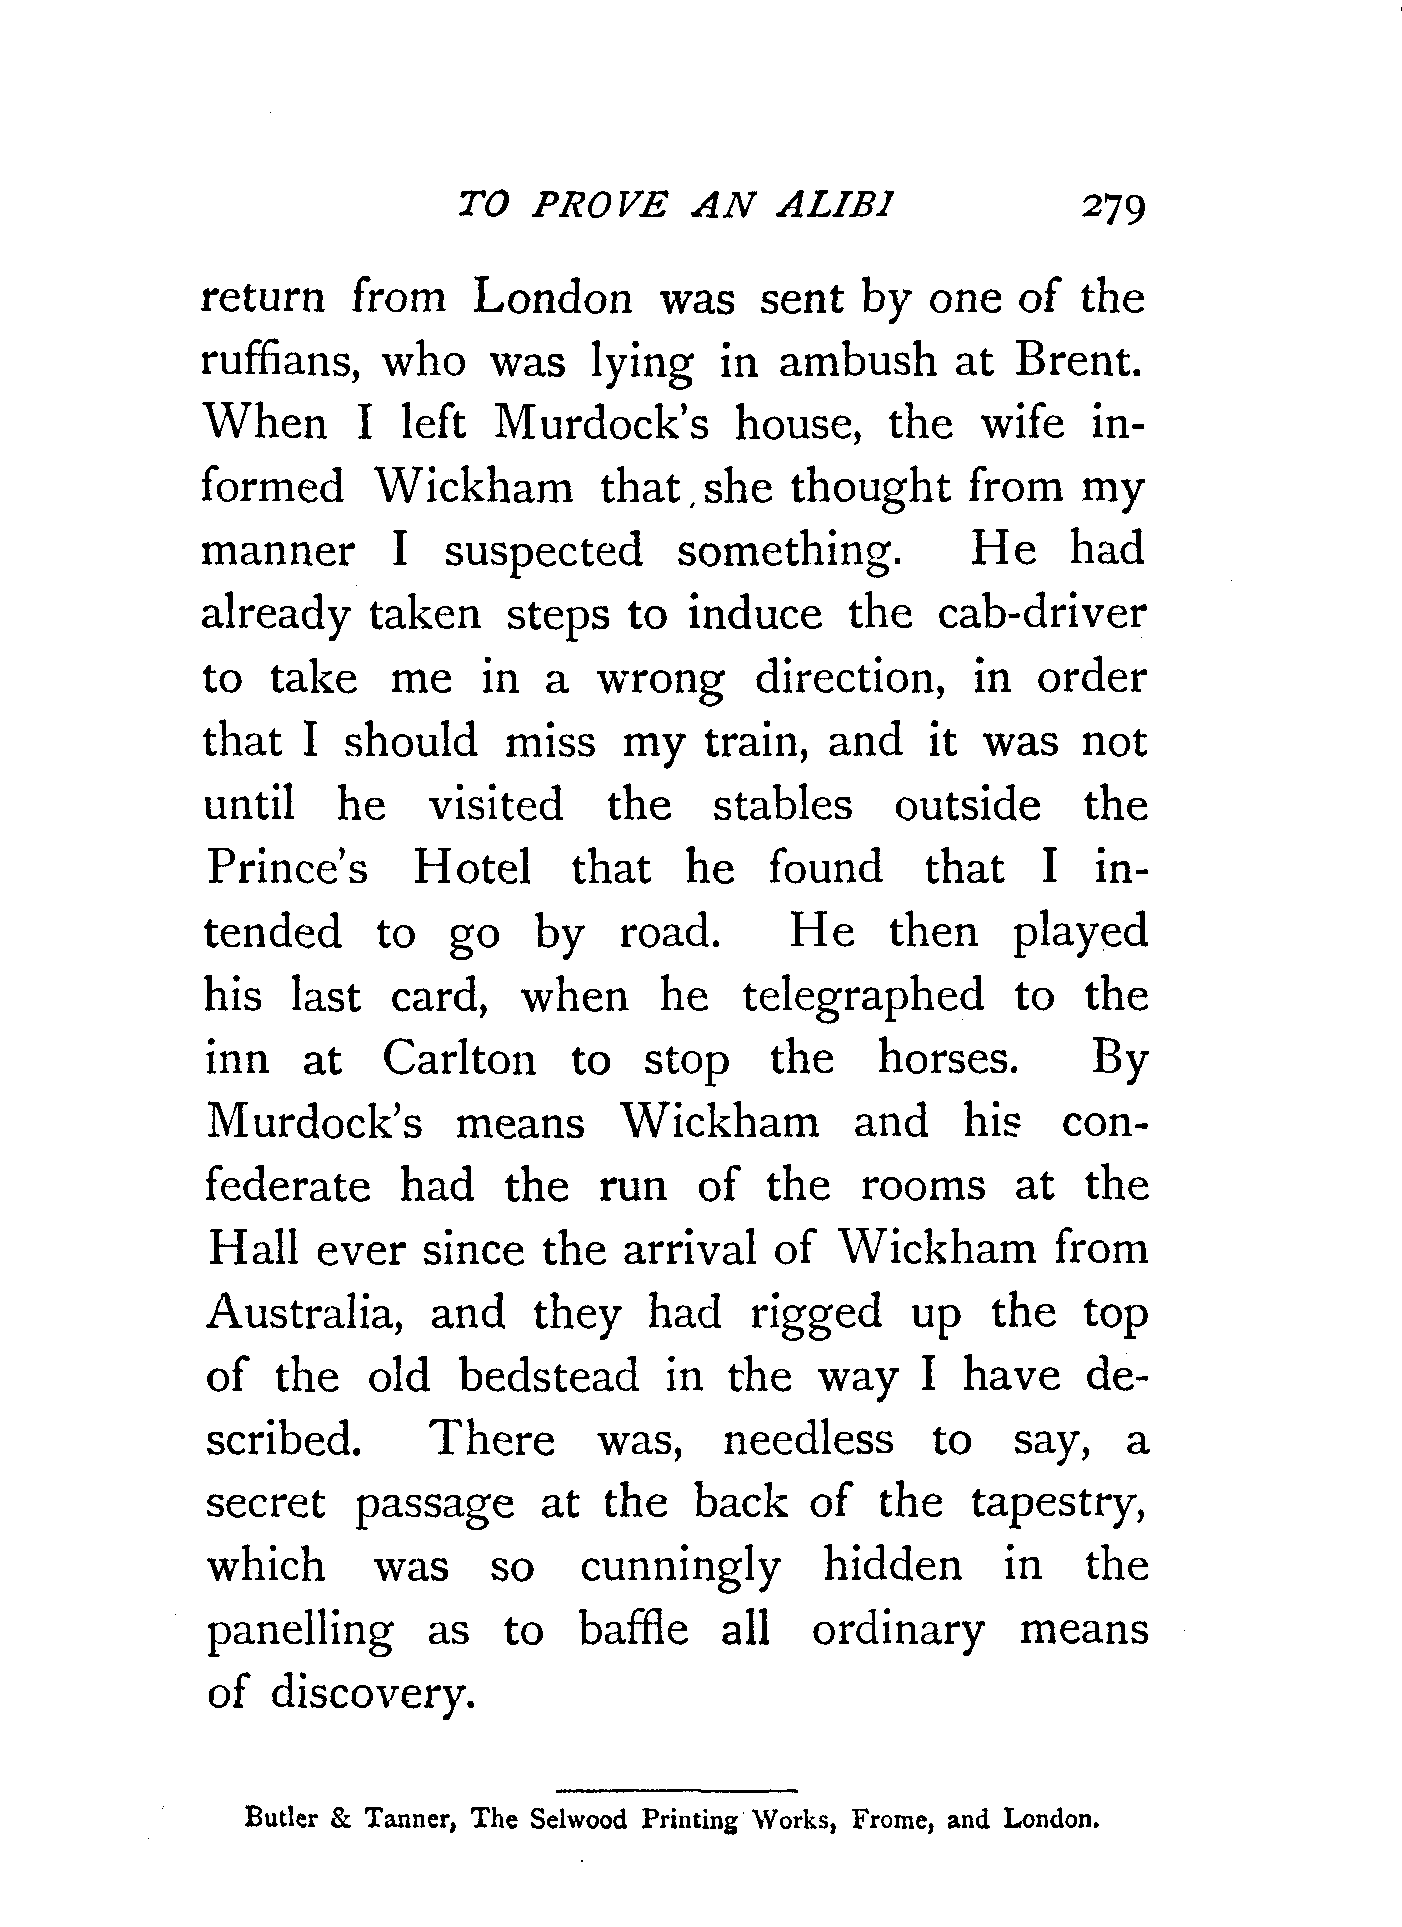 TO PROVE AN ALIBI 279
return from London was sent by one of the
ruffians, who was lying in ambush at Brent.
When I left Murdock's house, the wife in-
formed Wickham that she thought from my
manner I suspected something. He had
already taken steps to induce the cab-driver
to take me in a wrong direction, in order
that I should miss my train, and it was not
until he visited the stables outside the
Prince's Hotel that he found that I in-
tended to go by road. He then played
his last card, when he telegraphed to the
inn at Carlton to stop the horses. By
Murdock's means Wickham and his con-
federate had the run of the rooms at the
Hall ever since the arrival of Wickham from
Australia, and they had rigged up the top
of the old bedstead in the way I have de-
scribed. There was, needless to say, a
secret passage at the back of the tapestry,
which was so cunningly hidden in the
panelling as to baffle all ordinary means
of discovery.
Butler & Tanner, The Selwood Printing Works, Frome, and London.